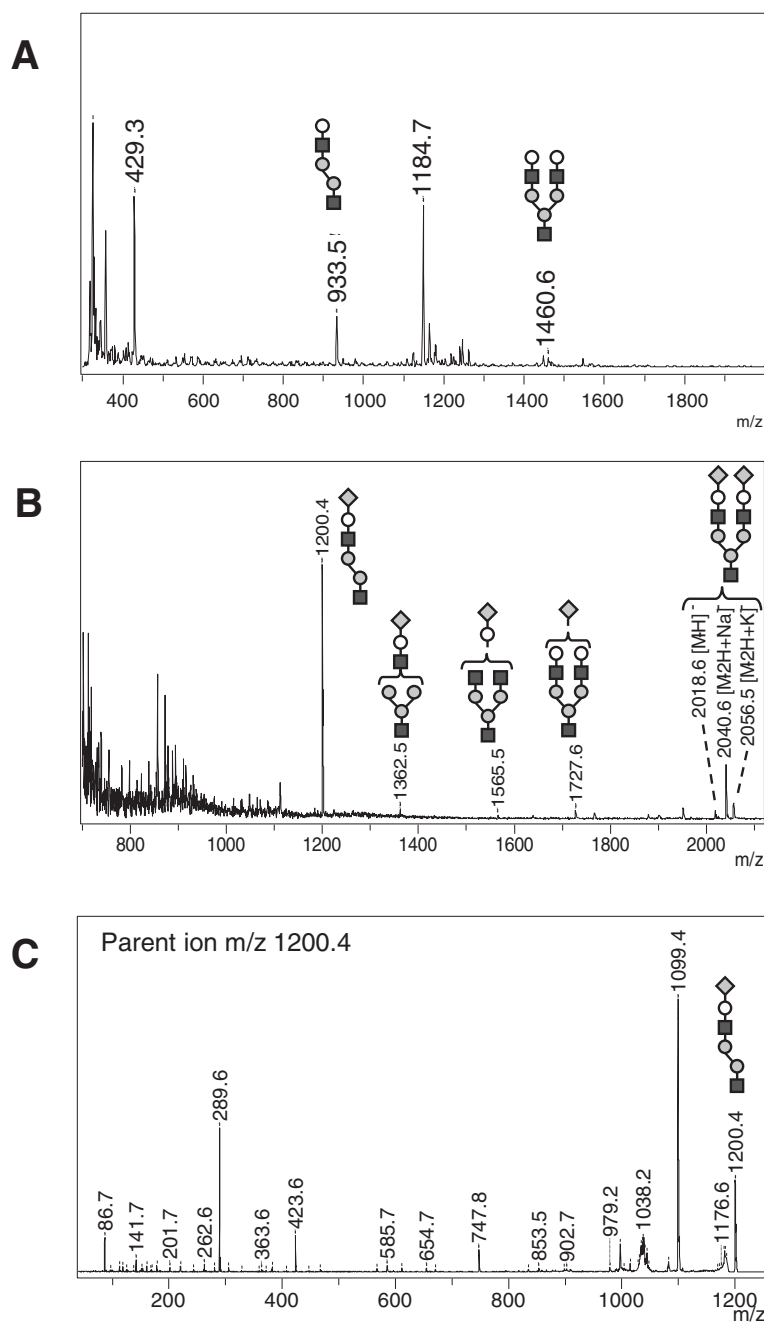 A
429.3
933.5
1184.7
1460.6
400 600 800 1000 1200 1400 1600 1800
m/z
B
1200.4
1362.5
1565.5
1727.6
2018.6 [M-H]-
2040.6 [M-2H+Na]-
2056.5 [M-2H+K]-
800 1000 1200 1400 1600 1800 2000
m/z
C
Parent ion m/z 1200.4
86.7
141.7
201.7
262.6
289.6
363.6
423.6
585.7
654.7
747.8
853.5
902.7
979.2
1038.2
1099.4
1176.6
1200.4
200 400 600 800 1000 1200
m/z